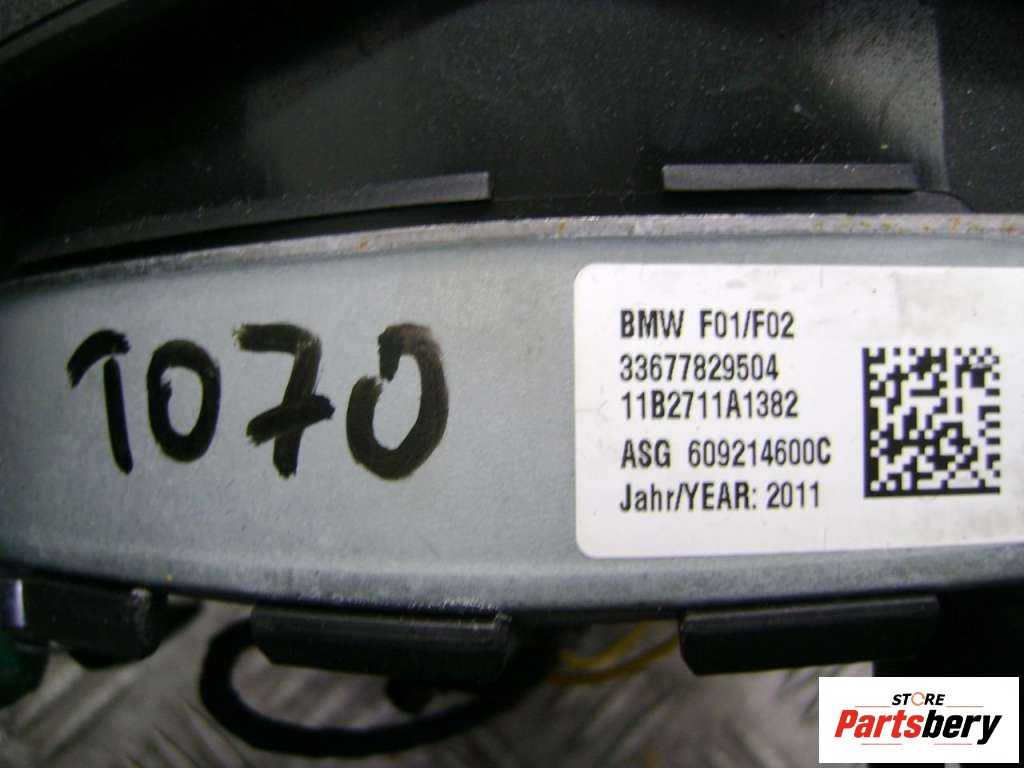 1070
BMW F01/F02
33677829504
11B2711A1382
ASG 609214600C
Jahr/YEAR: 2011
STORE
Partsbery